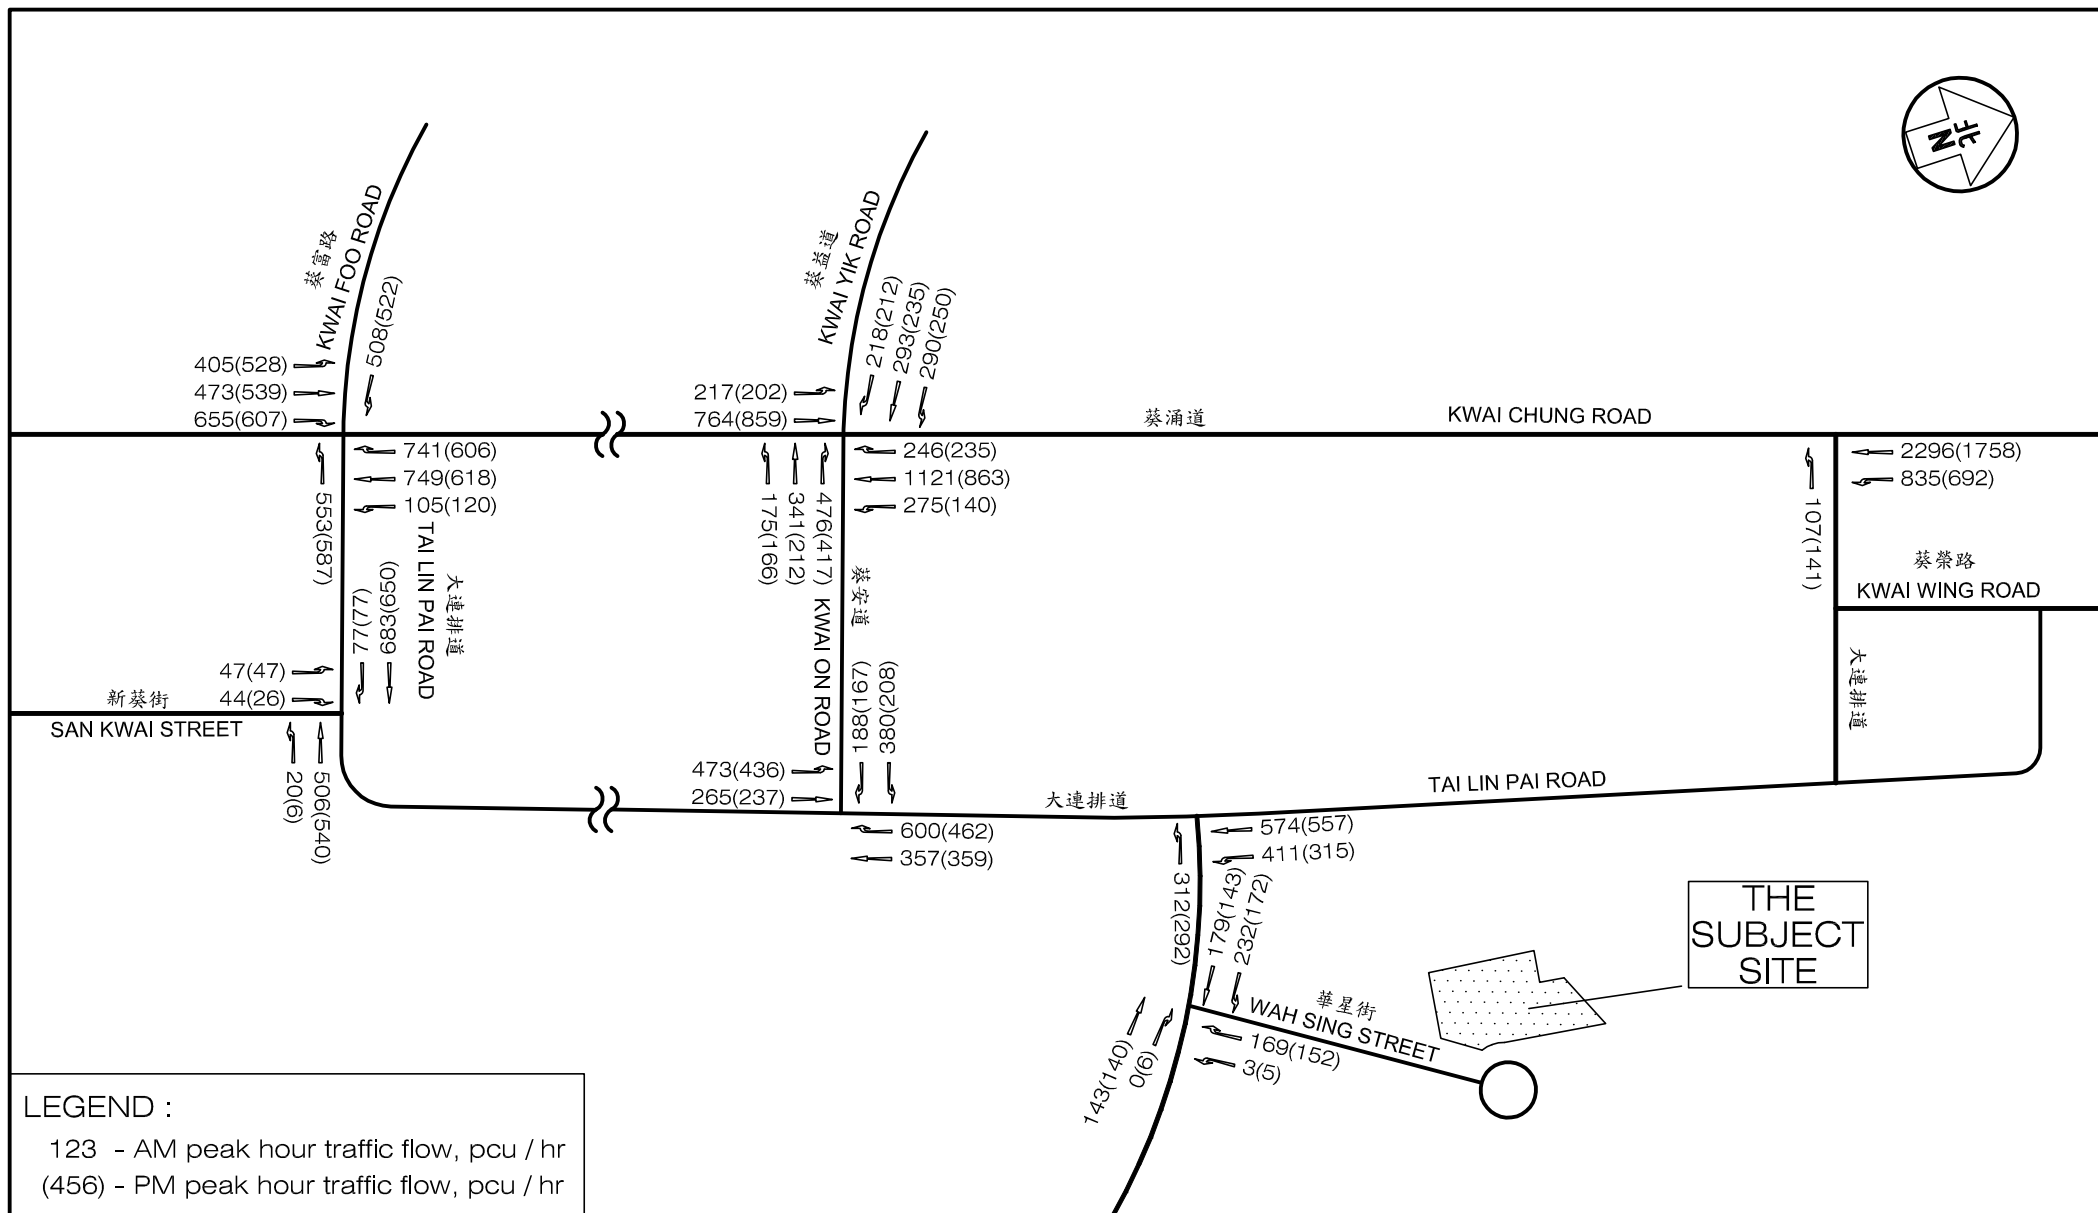 北
N
葵富路
KWAI FOO ROAD
508(522)
405(528)
473(539)
655(607)
葵益道
KWAI YIK ROAD
218(212)
293(235)
290(250)
217(202)
764(859)
葵涌道
KWAI CHUNG ROAD
741(606)
749(618)
105(120)
553(587)
246(235)
1121(863)
275(140)
175(166)
341(212)
476(417)
2296(1758)
835(692)
107(141)
葵榮路
KWAI WING ROAD
大連排道
TAI LIN PAI ROAD
77(77)
683(650)
葵安道
KWAI ON ROAD
188(167)
380(208)
大連排道
47(47)
44(26)
新葵街
SAN KWAI STREET
20(6)
506(540)
473(436)
265(237)
大連排道
TAI LIN PAI ROAD
600(462)
357(359)
574(557)
411(315)
312(292)
179(143)
232(172)
THE
SUBJECT
SITE
華星街
WAH SING STREET
143(140)
0(6)
169(152)
3(5)
LEGEND :
123 - AM peak hour traffic flow, pcu / hr
(456) - PM peak hour traffic flow, pcu / hr